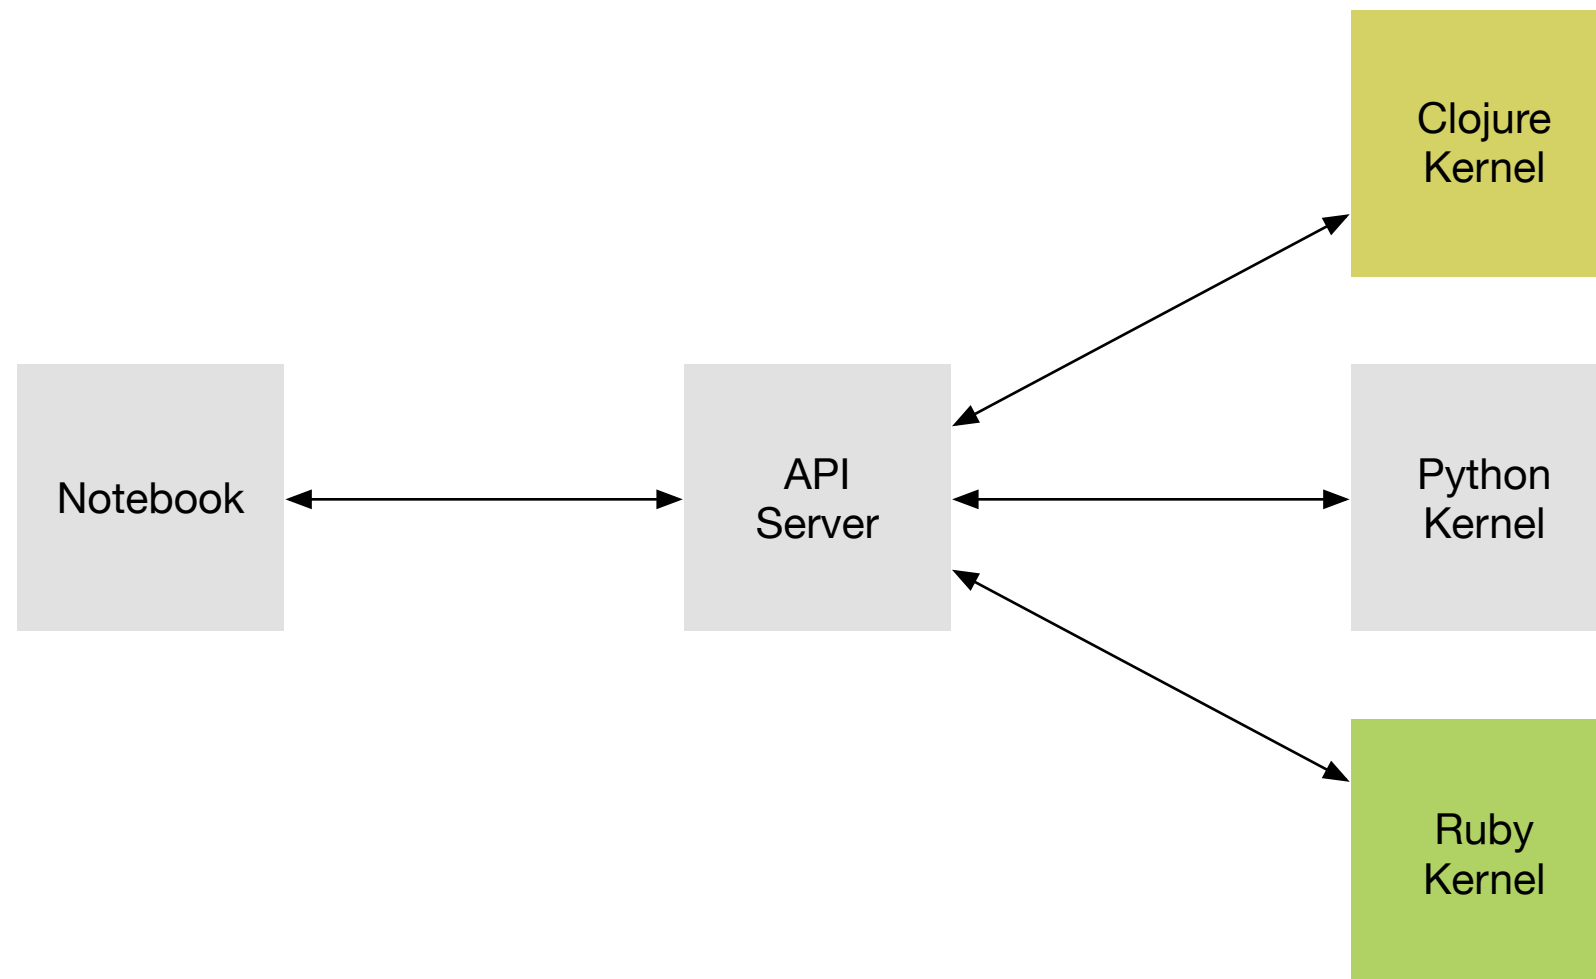 Clojure
Kernel
Notebook
API
Server
Python
Kernel
Ruby
Kernel